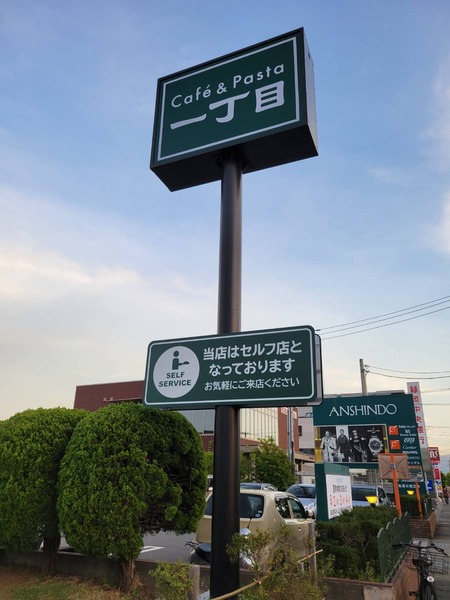 Café & Pasta
一丁目
SELF
SERVICE
当店はセルフ店と
なっております
お気軽にご来店ください
ANSHINDO